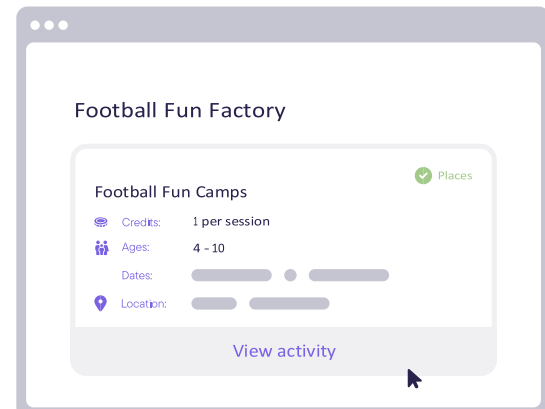 Football Fun Factory
Places
Football Fun Camps
Credits: 1 per session
Ages: 4 - 10
Dates:
Location:
View activity